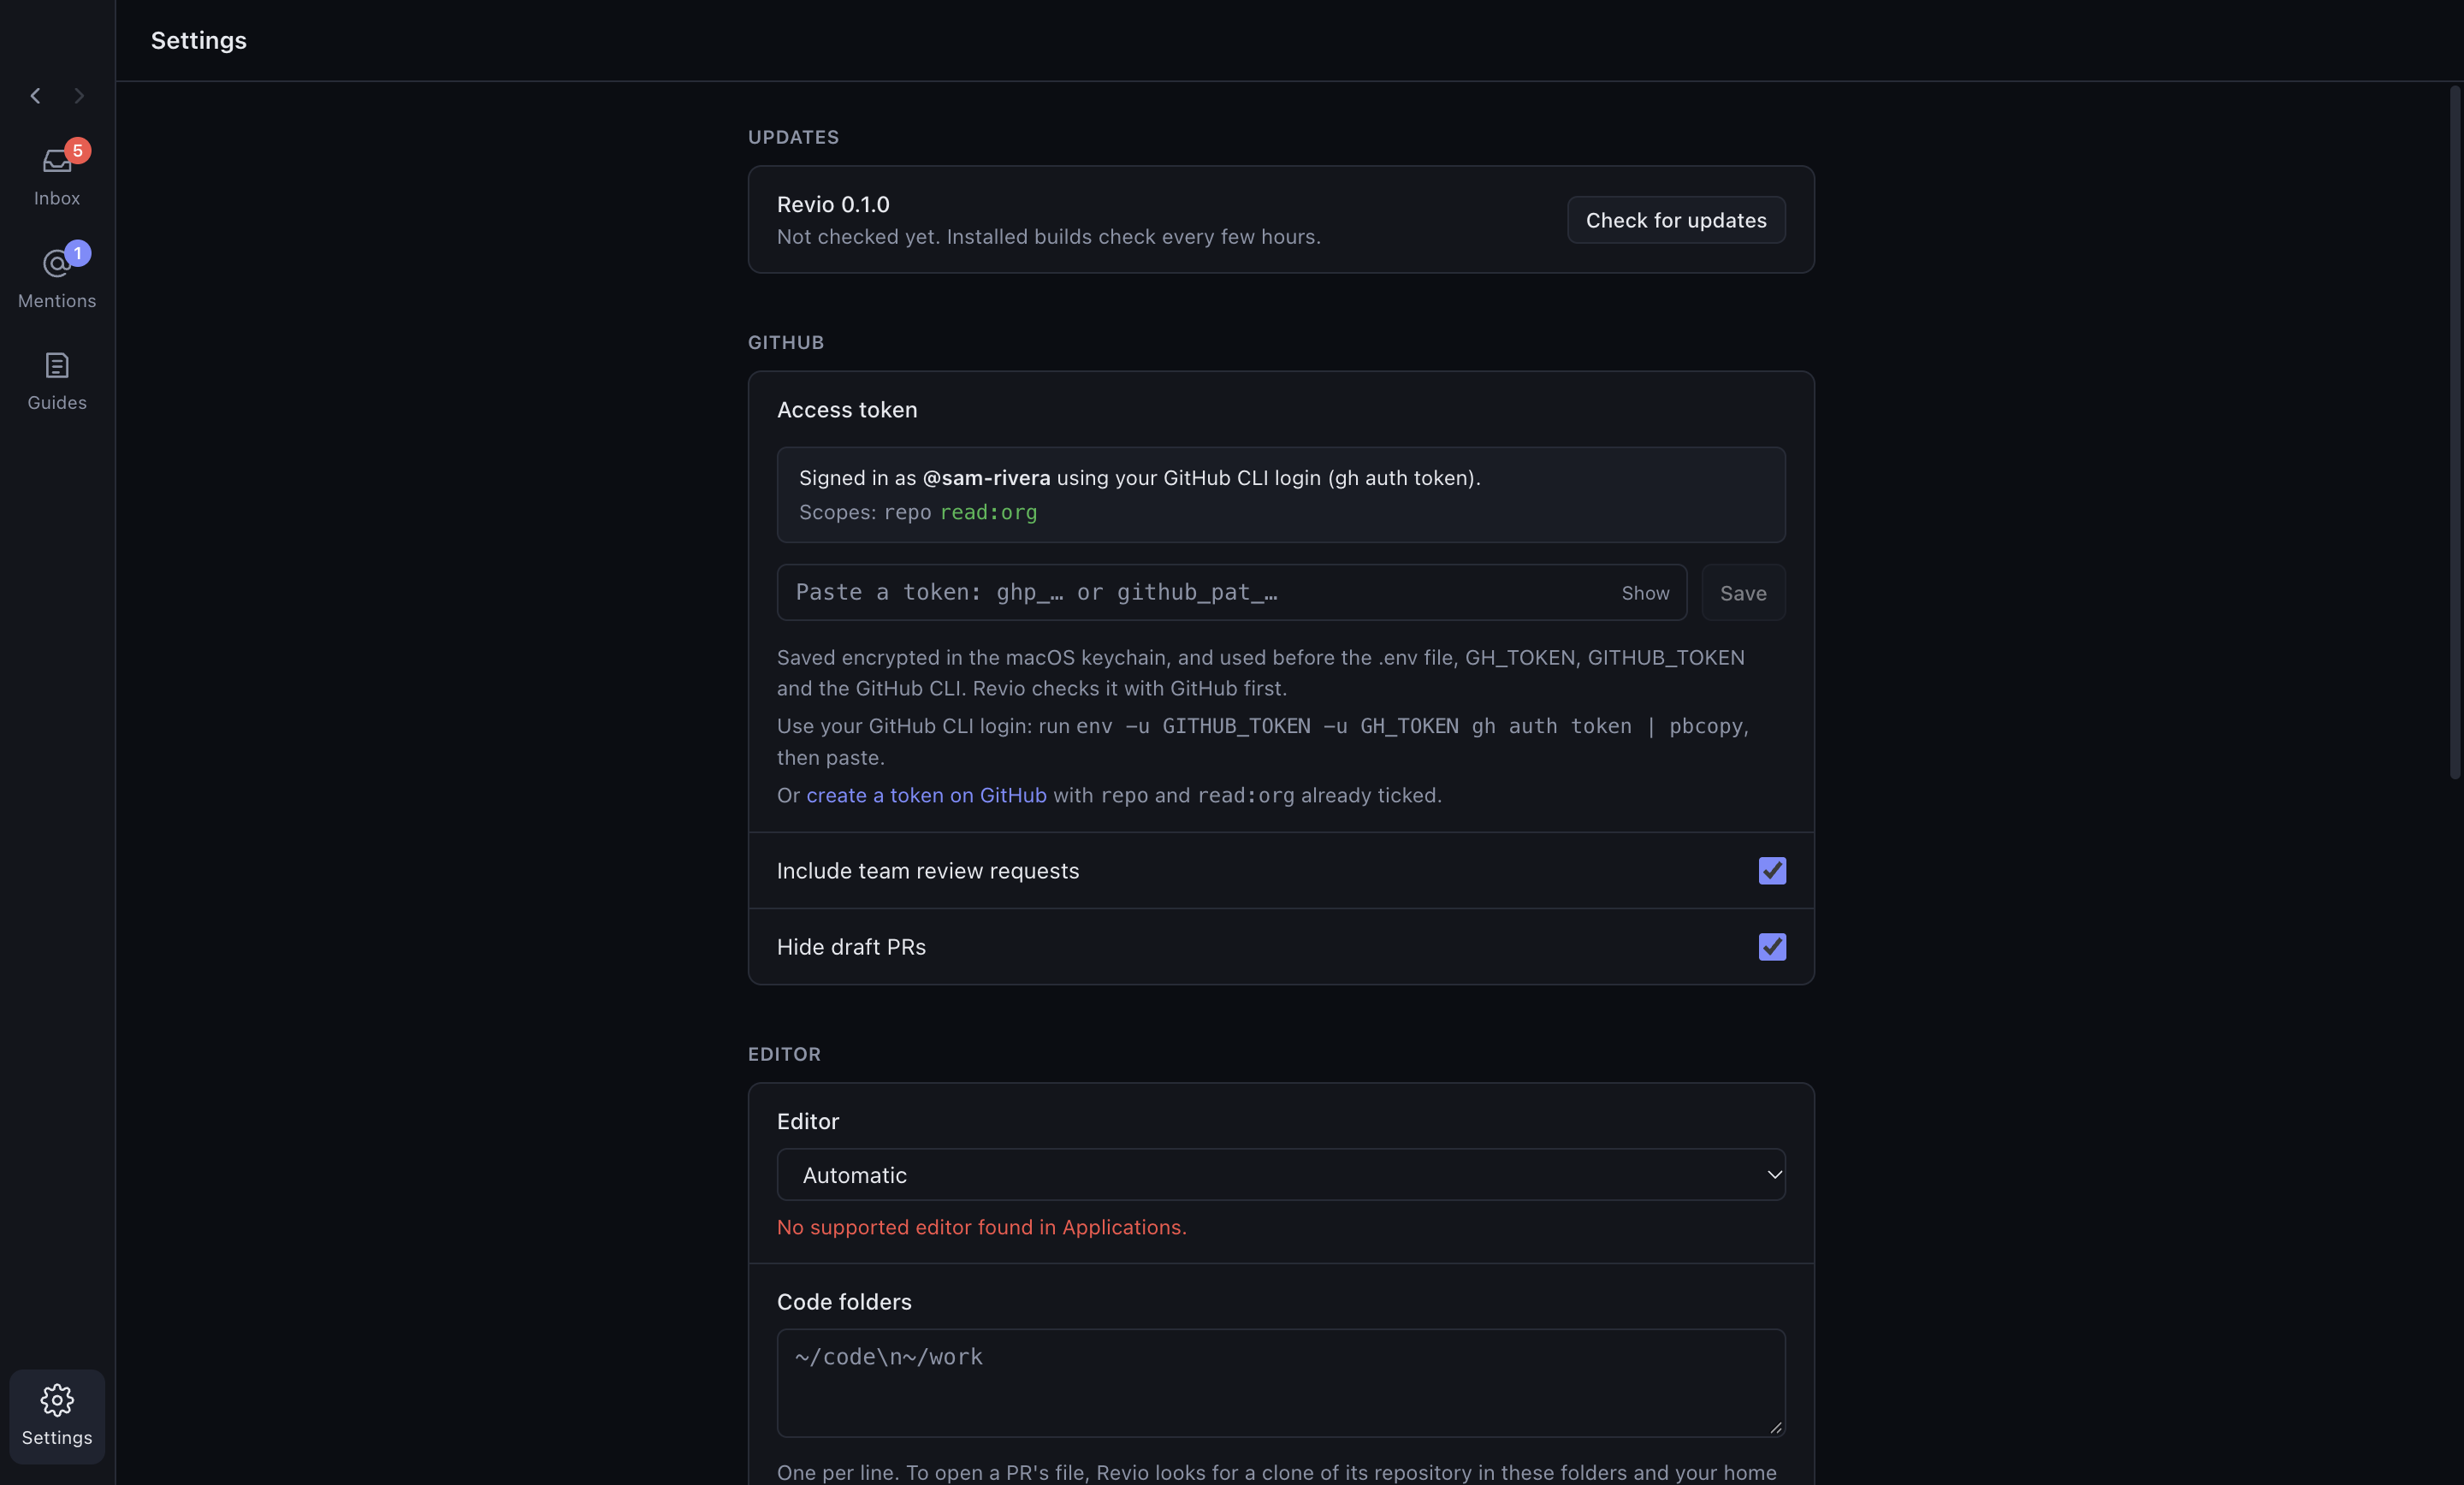 Settings
5
Inbox
1
Mentions
Guides
Settings
UPDATES
Revio 0.1.0
Not checked yet. Installed builds check every few hours.
Check for updates
GITHUB
Access token
Signed in as @sam-rivera using your GitHub CLI login (gh auth token).
Scopes: repo read:org
Paste a token: ghp_… or github_pat_…
Show
Save
Saved encrypted in the macOS keychain, and used before the .env file, GH_TOKEN, GITHUB_TOKEN
and the GitHub CLI. Revio checks it with GitHub first.
Use your GitHub CLI login: run env -u GITHUB_TOKEN -u GH_TOKEN gh auth token | pbcopy,
then paste.
Or create a token on GitHub with repo and read:org already ticked.
Include team review requests
Hide draft PRs
EDITOR
Editor
Automatic
No supported editor found in Applications.
Code folders
~/code\n~/work
One per line. To open a PR's file, Revio looks for a clone of its repository in these folders and your home